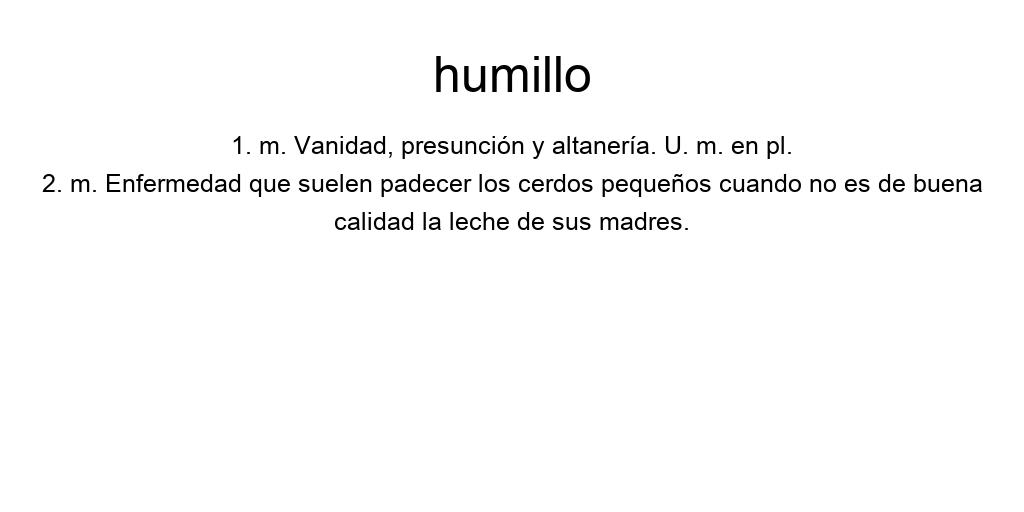 humillo
1. m. Vanidad, presunción y altanería. U. m. en pl.
2. m. Enfermedad que suelen padecer los cerdos pequeños cuando no es de buena
calidad la leche de sus madres.